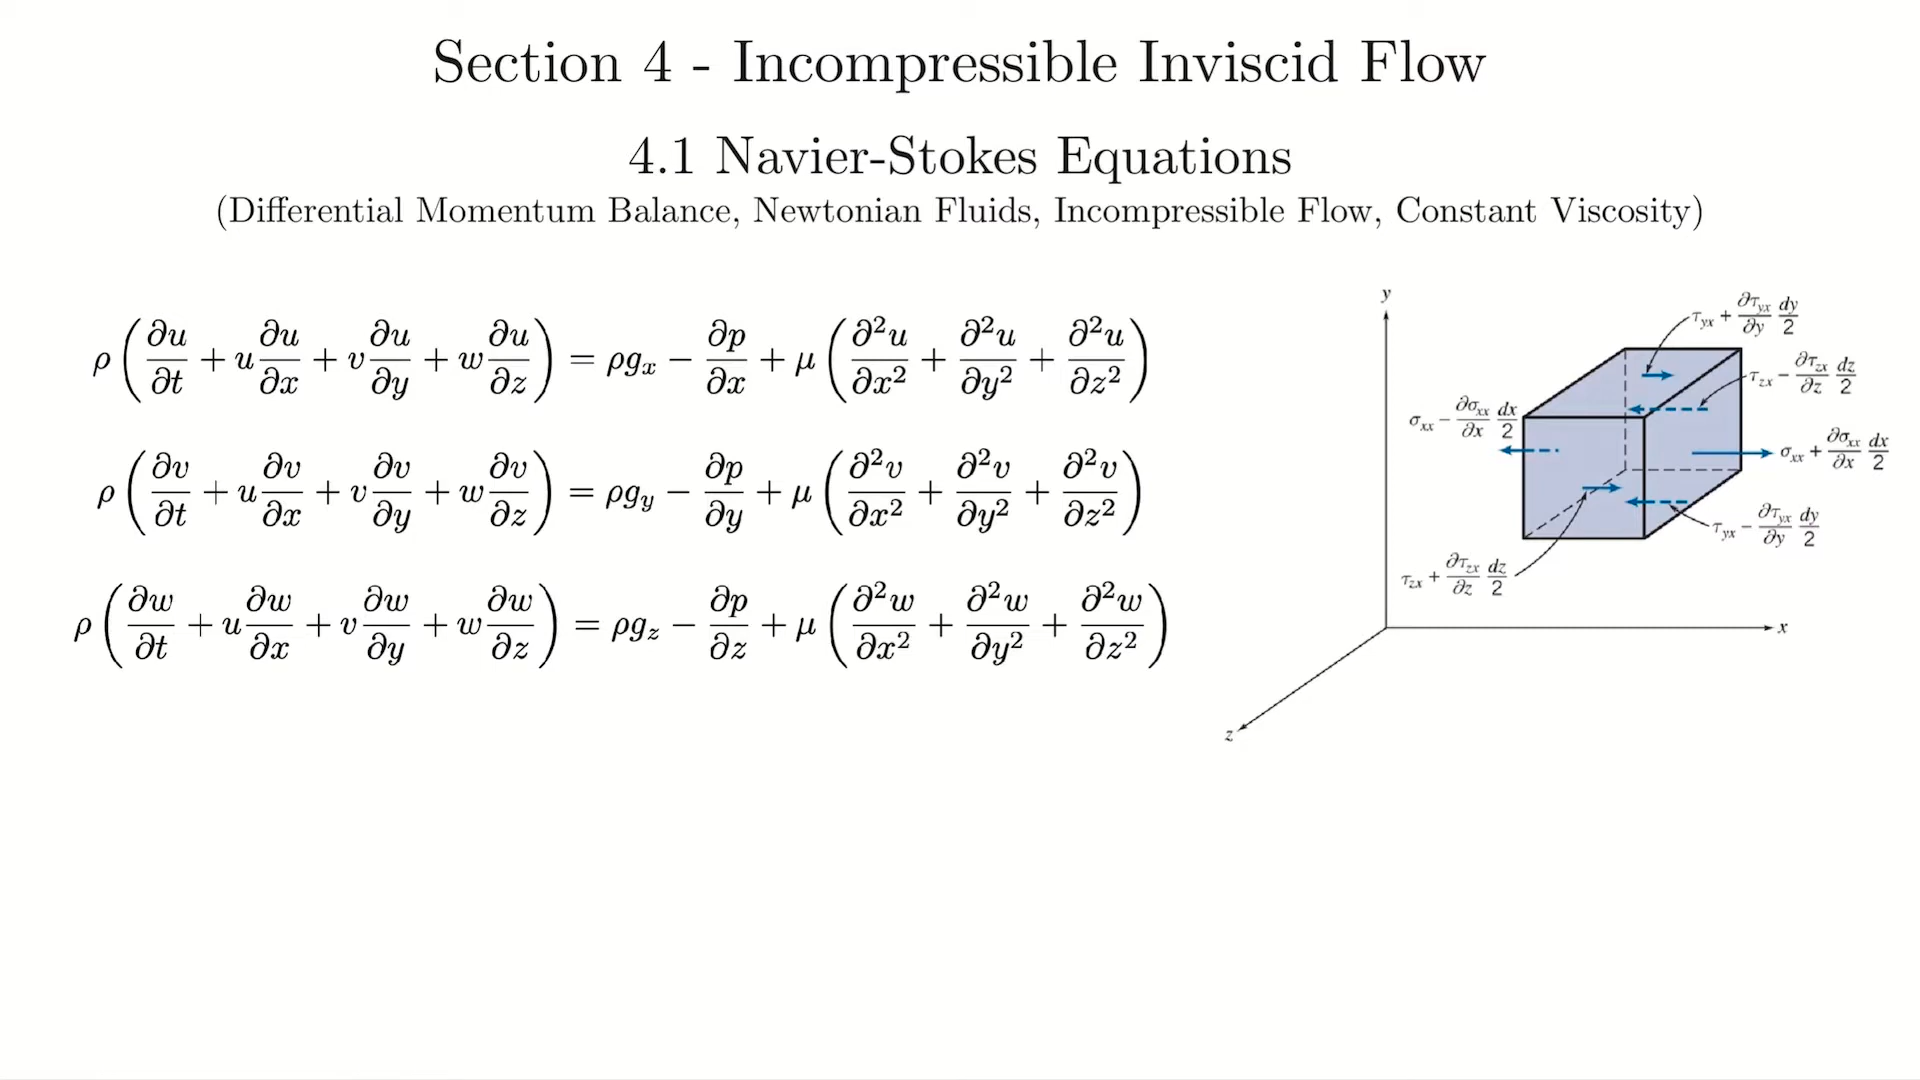 Section 4 - Incompressible Inviscid Flow
4.1 Navier-Stokes Equations
(Differential Momentum Balance, Newtonian Fluids, Incompressible Flow, Constant Viscosity)
ρ(∂u/∂t + u ∂u/∂x + v ∂u/∂y + w ∂u/∂z) = ρgₓ − ∂p/∂x + μ(∂²u/∂x² + ∂²u/∂y² + ∂²u/∂z²)
ρ(∂v/∂t + u ∂v/∂x + v ∂v/∂y + w ∂v/∂z) = ρg_y − ∂p/∂y + μ(∂²v/∂x² + ∂²v/∂y² + ∂²v/∂z²)
ρ(∂w/∂t + u ∂w/∂x + v ∂w/∂y + w ∂w/∂z) = ρg_z − ∂p/∂z + μ(∂²w/∂x² + ∂²w/∂y² + ∂²w/∂z²)
y
τ_yx + ∂τ_yx/∂y dy/2
τ_zx − ∂τ_zx/∂z dz/2
σ_xx − ∂σ_xx/∂x dx/2
σ_xx + ∂σ_xx/∂x dx/2
τ_yx − ∂τ_yx/∂y dy/2
τ_zx + ∂τ_zx/∂z dz/2
x
z